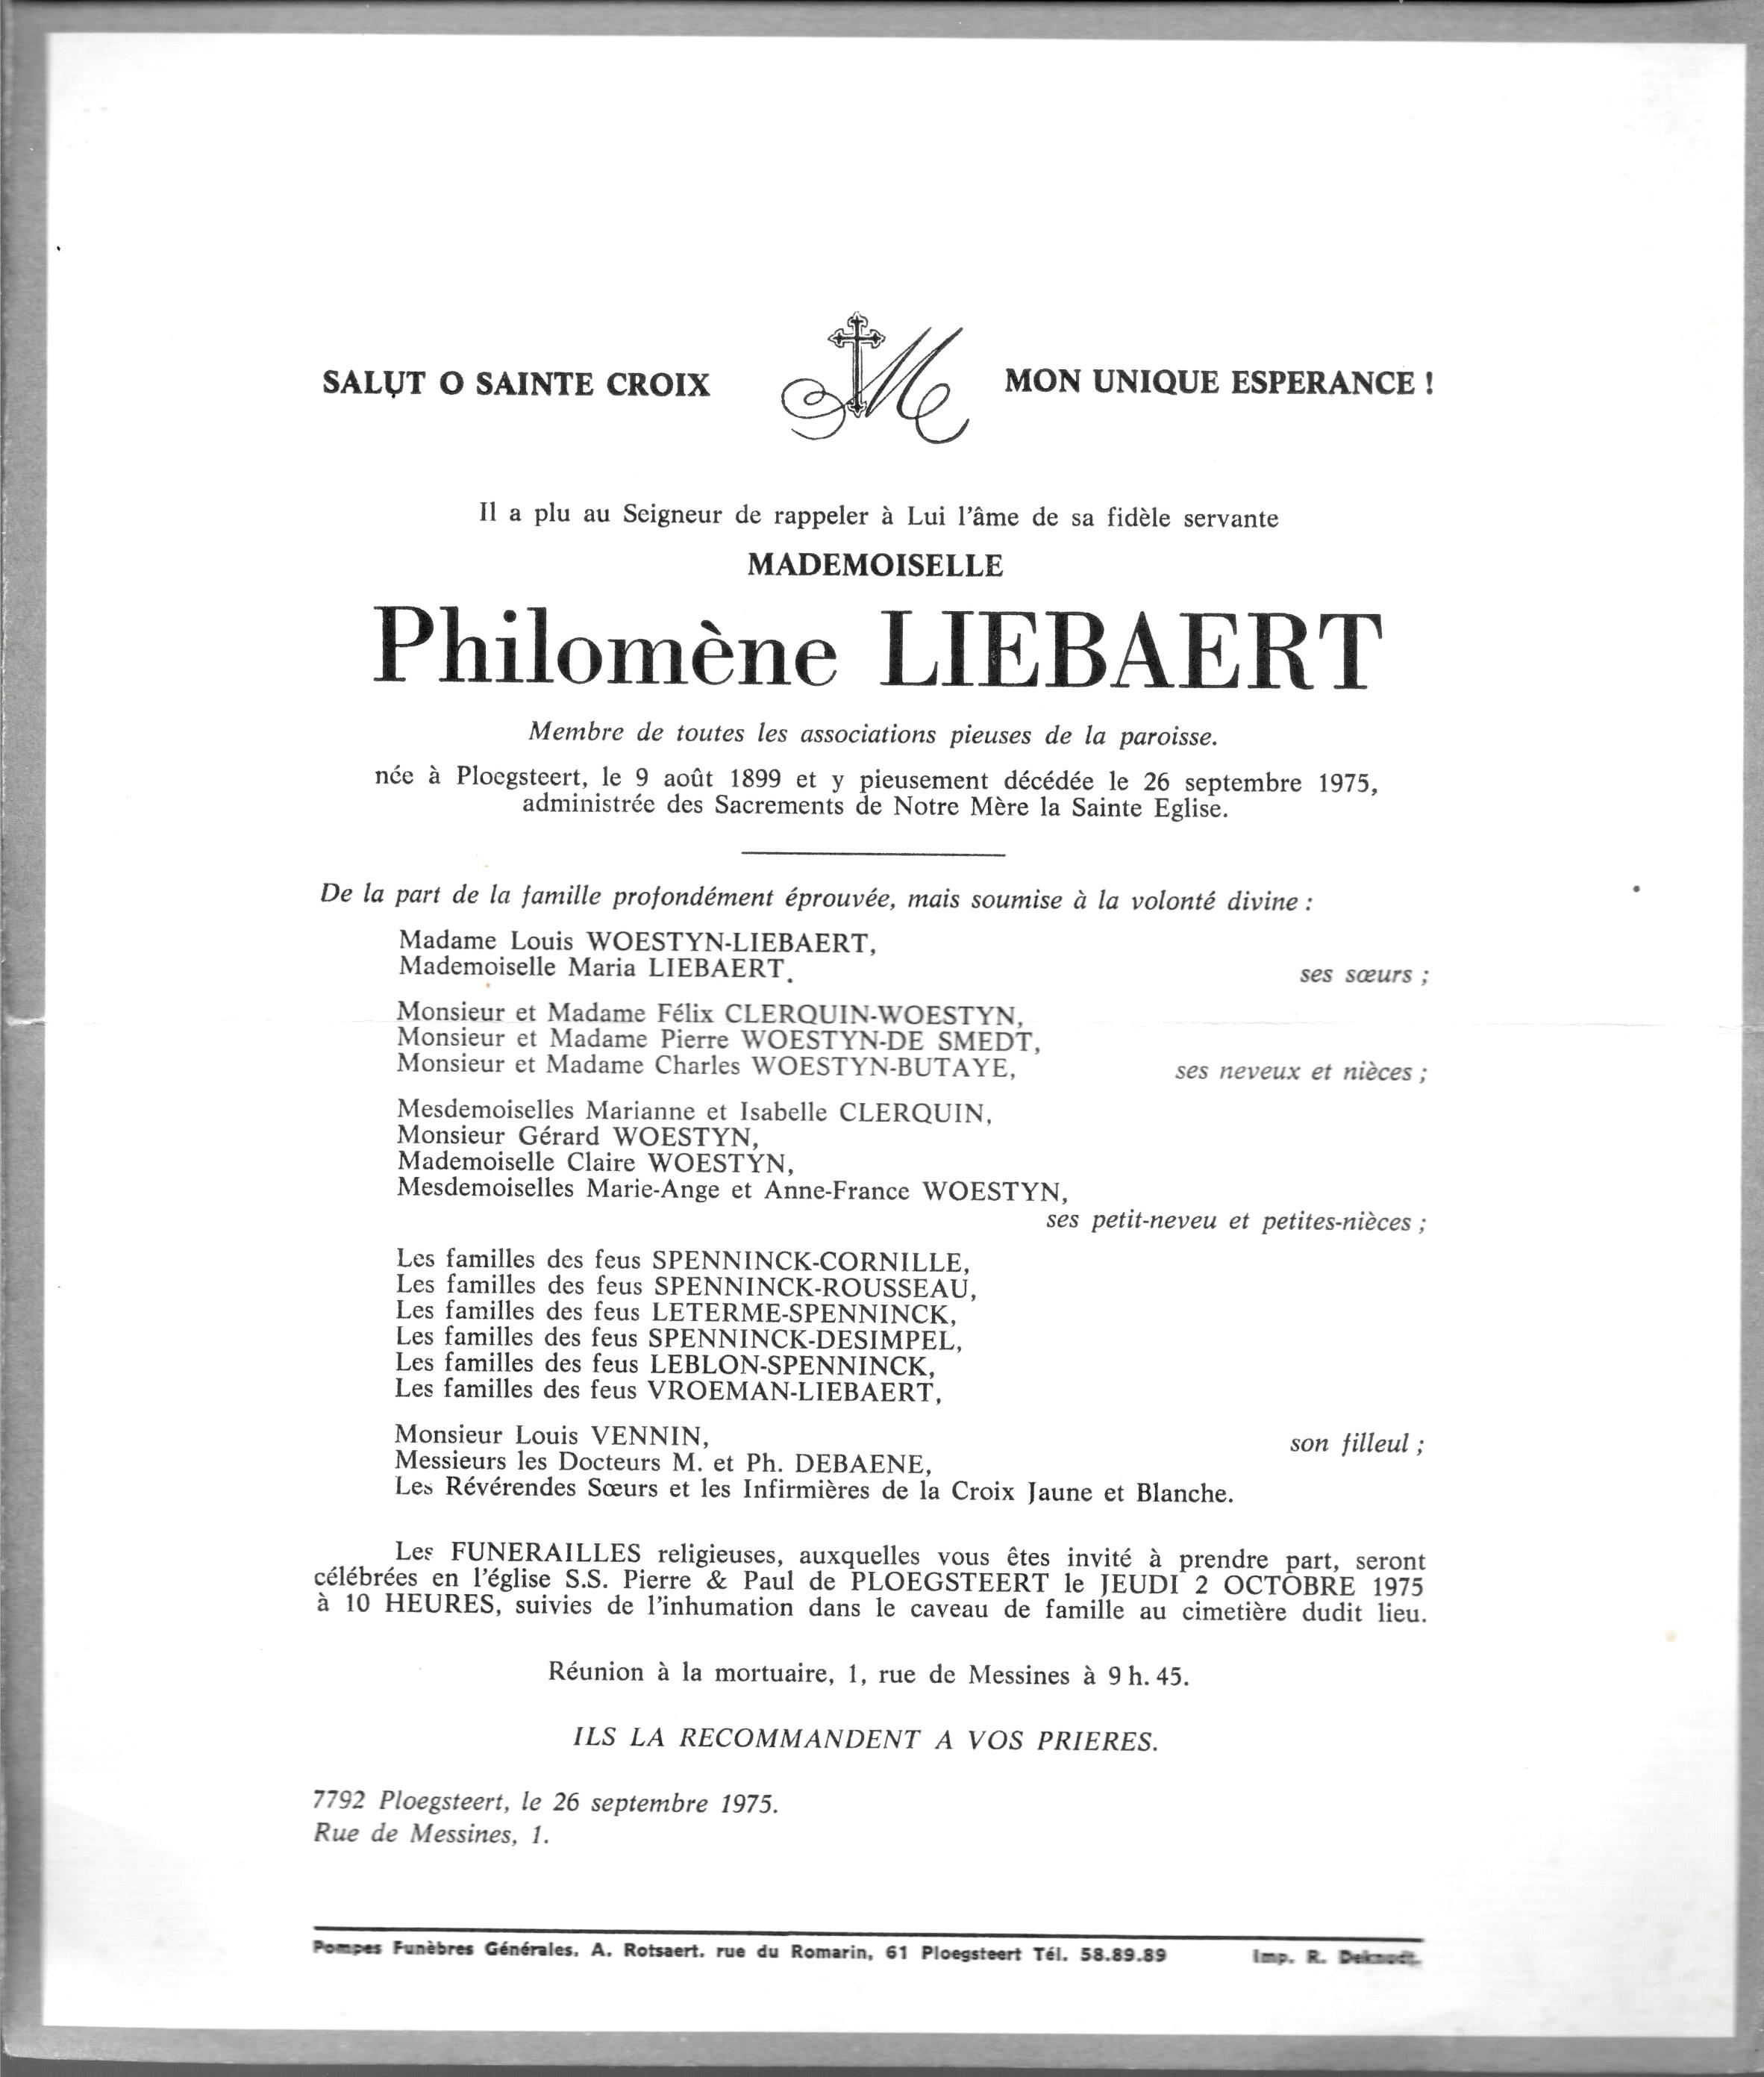 SALUT O SAINTE CROIX M MON UNIQUE ESPERANCE !
Il a plu au Seigneur de rappeler à Lui l'âme de sa fidèle servante
MADEMOISELLE
Philomène LIEBAERT
Membre de toutes les associations pieuses de la paroisse.
née à Ploegsteert, le 9 août 1899 et y pieusement décédée le 26 septembre 1975,
administrée des Sacrements de Notre Mère la Sainte Eglise.
De la part de la famille profondément éprouvée, mais soumise à la volonté divine :
Madame Louis WOESTYN-LIEBAERT,
Mademoiselle Maria LIEBAERT. ses sœurs ;
Monsieur et Madame Félix CLERQUIN-WOESTYN,
Monsieur et Madame Pierre WOESTYN-DE SMEDT,
Monsieur et Madame Charles WOESTYN-BUTAYE, ses neveux et nièces ;
Mesdemoiselles Marianne et Isabelle CLERQUIN,
Monsieur Gérard WOESTYN,
Mademoiselle Claire WOESTYN,
Mesdemoiselles Marie-Ange et Anne-France WOESTYN,
ses petit-neveu et petites-nièces ;
Les familles des feus SPENNINCK-CORNILLE,
Les familles des feus SPENNINCK-ROUSSEAU,
Les familles des feus LETERME-SPENNINCK,
Les familles des feus SPENNINCK-DESIMPEL,
Les familles des feus LEBLON-SPENNINCK,
Les familles des feus VROEMAN-LIEBAERT,
Monsieur Louis VENNIN, son filleul ;
Messieurs les Docteurs M. et Ph. DEBAENE,
Les Révérendes Sœurs et les Infirmières de la Croix Jaune et Blanche.
Les FUNERAILLES religieuses, auxquelles vous êtes invité à prendre part, seront
célébrées en l'église S.S. Pierre & Paul de PLOEGSTEERT le JEUDI 2 OCTOBRE 1975
à 10 HEURES, suivies de l'inhumation dans le caveau de famille au cimetière dudit lieu.
Réunion à la mortuaire, 1, rue de Messines à 9 h. 45.
ILS LA RECOMMANDENT A VOS PRIERES.
7792 Ploegsteert, le 26 septembre 1975.
Rue de Messines, 1.
Pompes Funèbres Générales. A. Rotsaert. rue du Romarin, 61 Ploegsteert Tél. 58.89.89 Imp. R. Deknudt.